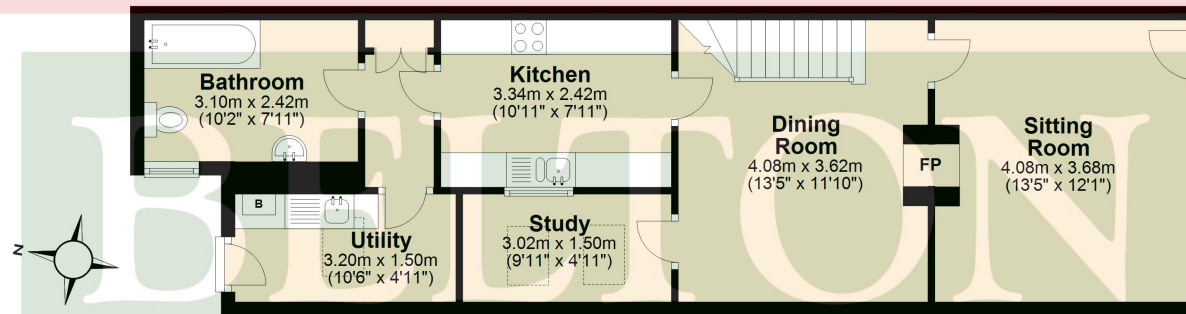 Bathroom
3.10m x 2.42m
(10'2" x 7'11")
Kitchen
3.34m x 2.42m
(10'11" x 7'11")
Dining
Room
4.08m x 3.62m
(13'5" x 11'10")
FP
Sitting
Room
4.08m x 3.68m
(13'5" x 12'1")
B
Utility
3.20m x 1.50m
(10'6" x 4'11")
Study
3.02m x 1.50m
(9'11" x 4'11")
N
BELTON